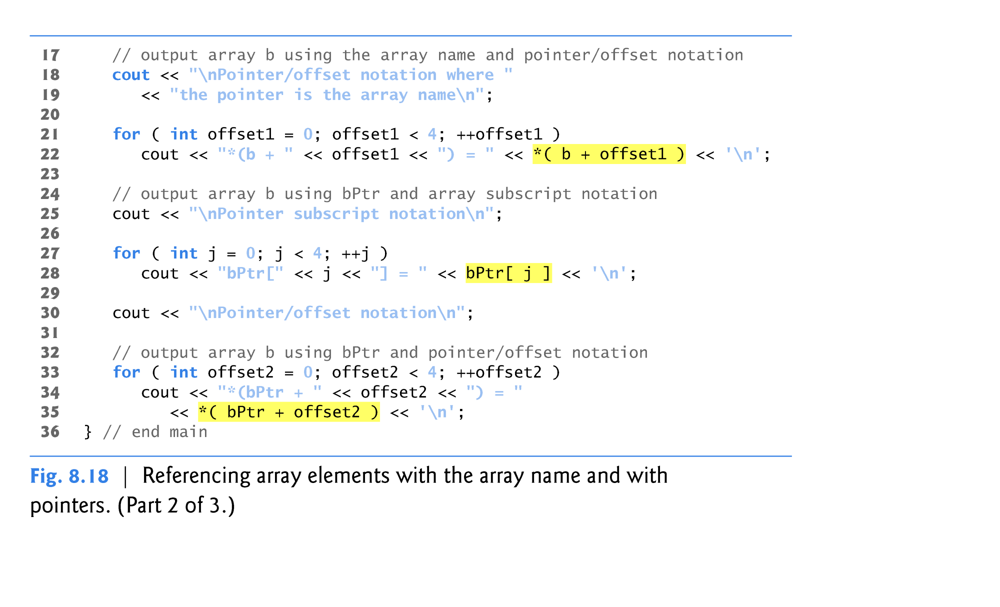 17 // output array b using the array name and pointer/offset notation
18 cout << "\nPointer/offset notation where "
19 << "the pointer is the array name\n";
20
21 for ( int offset1 = 0; offset1 < 4; ++offset1 )
22 cout << "*(b + " << offset1 << ") = " << *( b + offset1 ) << '\n';
23
24 // output array b using bPtr and array subscript notation
25 cout << "\nPointer subscript notation\n";
26
27 for ( int j = 0; j < 4; ++j )
28 cout << "bPtr[" << j << "] = " << bPtr[ j ] << '\n';
29
30 cout << "\nPointer/offset notation\n";
31
32 // output array b using bPtr and pointer/offset notation
33 for ( int offset2 = 0; offset2 < 4; ++offset2 )
34 cout << "*(bPtr + " << offset2 << ") = "
35 << *( bPtr + offset2 ) << '\n';
36 } // end main
Fig. 8.18 | Referencing array elements with the array name and with
pointers. (Part 2 of 3.)